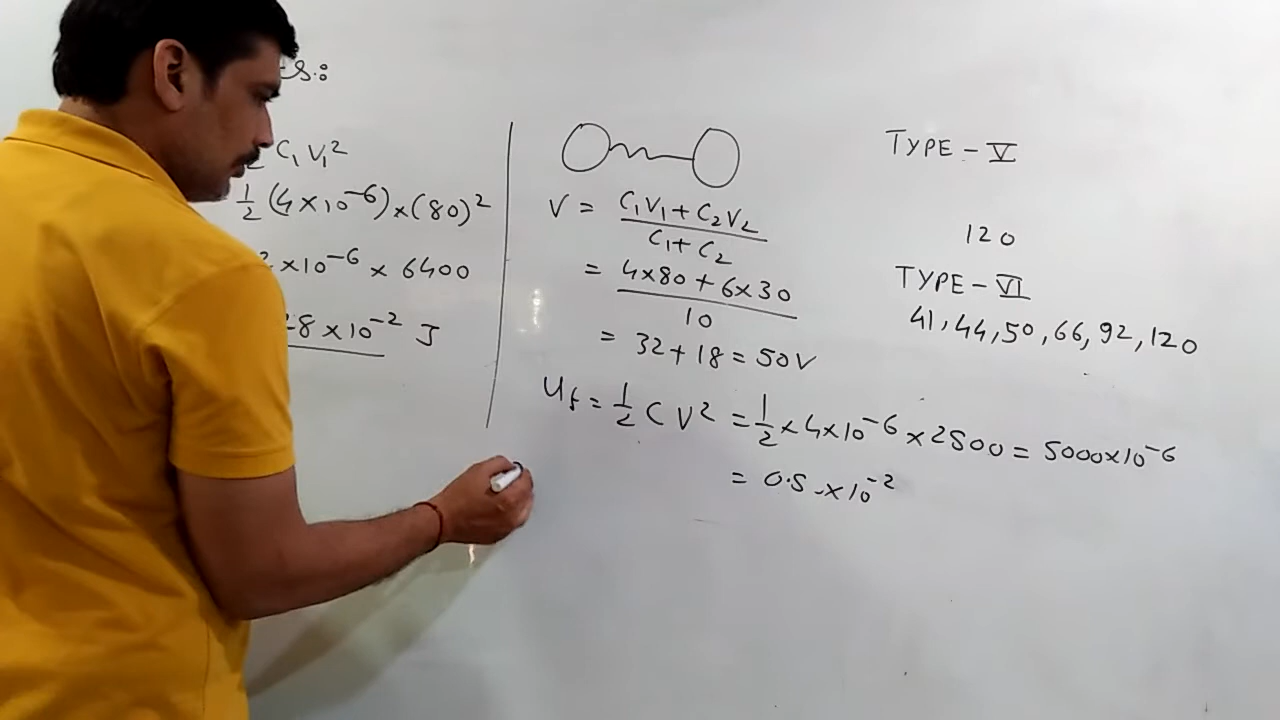 C₁V₁²
½ (4×10⁻⁶)×(80)²
×10⁻⁶ × 6400
28×10⁻² J
V = (C₁V₁+C₂V₂)/(C₁+C₂)
= (4×80+6×30)/10
= 32+18=50V
U_f = ½ C V² = ½ × 4×10⁻⁶ × 2500 = 5000×10⁻⁶
= 0.5 × 10⁻²
TYPE - V
120
TYPE - VI
41, 44, 50, 66, 92, 120